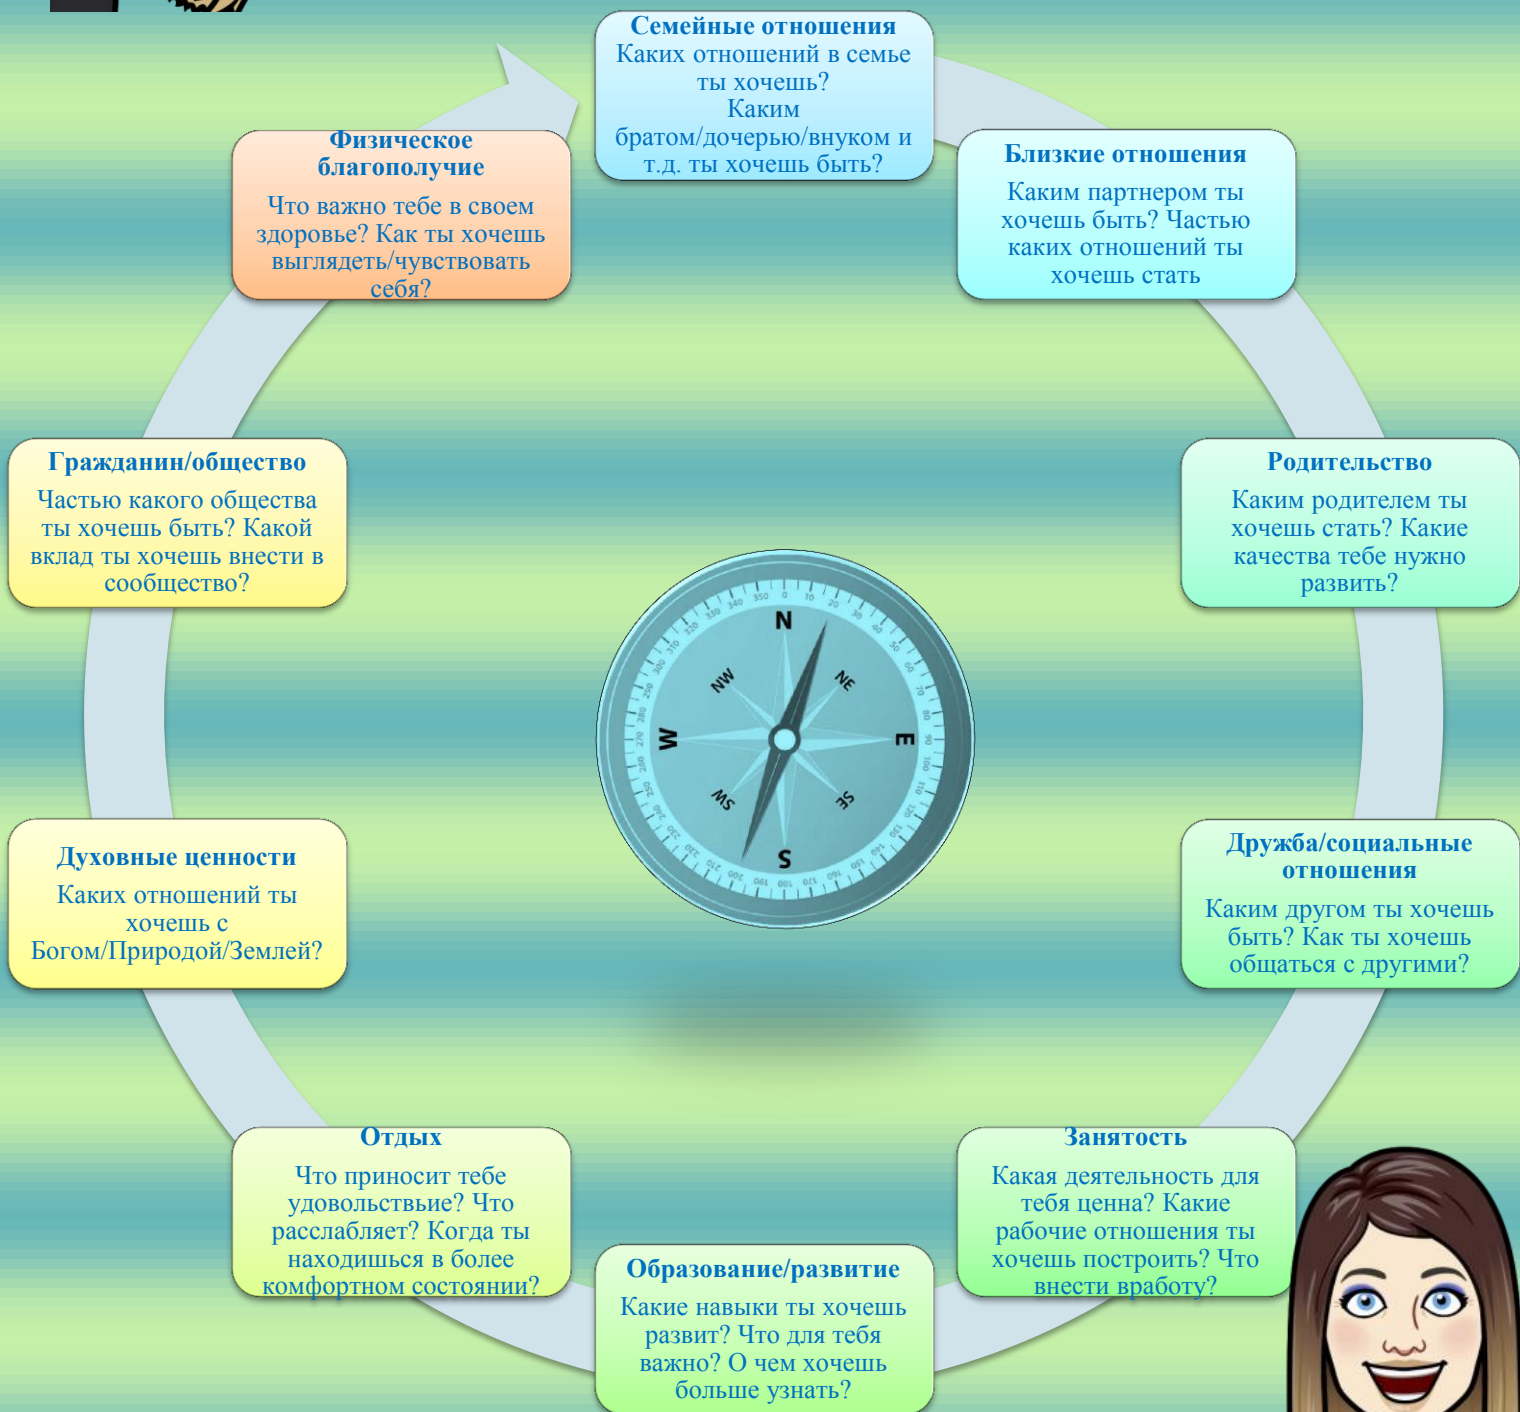 Семейные отношения
Каких отношений в семье
ты хочешь?
Каким
братом/дочерью/внуком и
т.д. ты хочешь быть?
Близкие отношения
Каким партнером ты
хочешь быть? Частью
каких отношений ты
хочешь стать
Родительство
Каким родителем ты
хочешь стать? Какие
качества тебе нужно
развить?
Дружба/социальные
отношения
Каким другом ты хочешь
быть? Как ты хочешь
общаться с другими?
Занятость
Какая деятельность для
тебя ценна? Какие
рабочие отношения ты
хочешь построить? Что
внести вработу?
Образование/развитие
Какие навыки ты хочешь
развит? Что для тебя
важно? О чем хочешь
больше узнать?
Отдых
Что приносит тебе
удовольствьие? Что
расслабляет? Когда ты
находишься в более
комфортном состоянии?
Духовные ценности
Каких отношений ты
хочешь с
Богом/Природой/Землей?
Гражданин/общество
Частью какого общества
ты хочешь быть? Какой
вклад ты хочешь внести в
сообщество?
Физическое
благополучие
Что важно тебе в своем
здоровье? Как ты хочешь
выглядеть/чувствовать
себя?
N
NE
E
SE
S
SW
W
NW